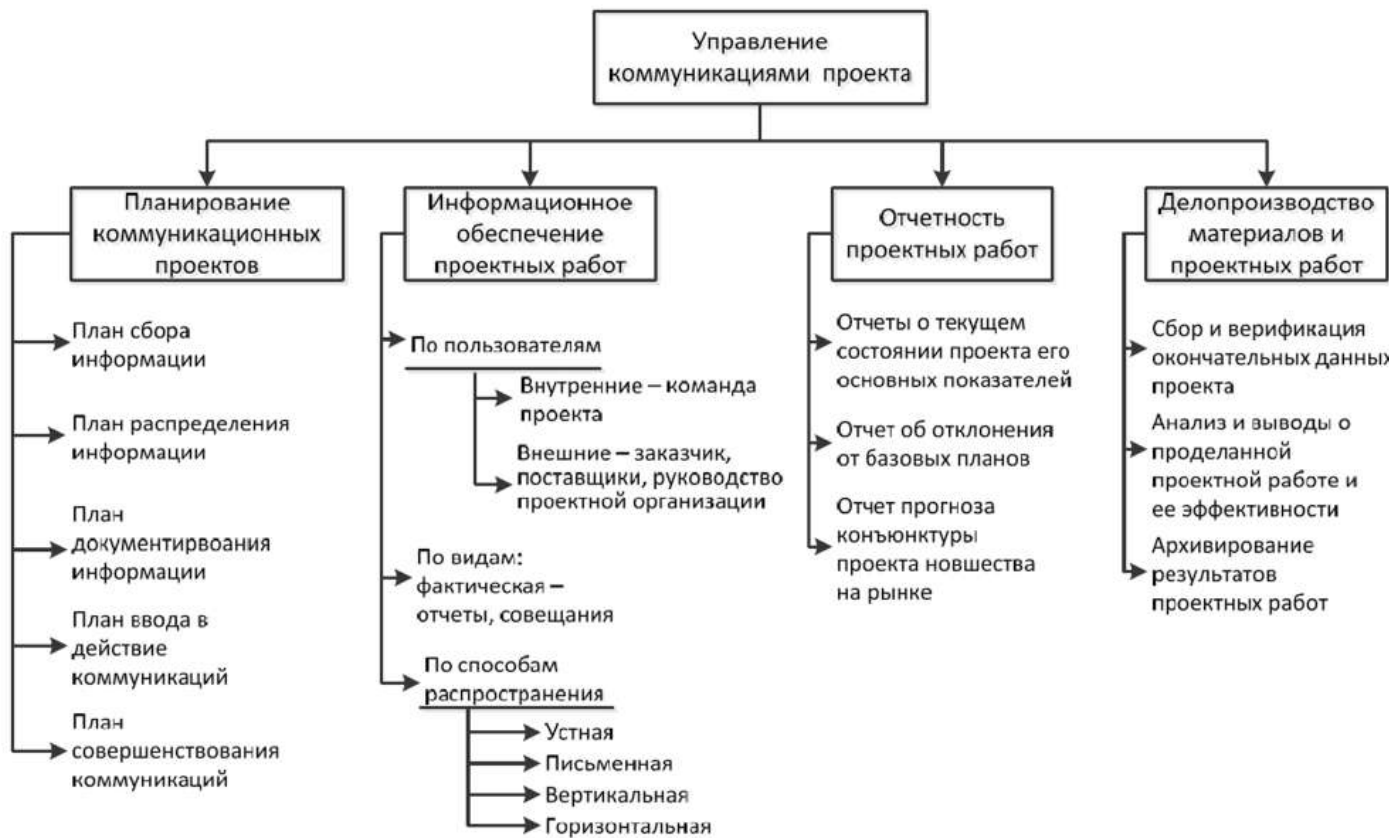 Управление
коммуникациями проекта
Планирование
коммуникационных
проектов
План сбора
информации
План распределения
информации
План
документирвоания
информации
План ввода в
действие
коммуникаций
План
совершенствования
коммуникаций
Информационное
обеспечение
проектных работ
По пользователям
Внутренние – команда
проекта
Внешние – заказчик,
поставщики, руководство
проектной организации
По видам:
фактическая –
отчеты, совещания
По способам
распространения
Устная
Письменная
Вертикальная
Горизонтальная
Отчетность
проектных работ
Отчеты о текущем
состоянии проекта его
основных показателей
Отчет об отклонения
от базовых планов
Отчет прогноза
конъюнктуры
проекта новшества
на рынке
Делопроизводство
материалов и
проектных работ
Сбор и верификация
окончательных данных
проекта
Анализ и выводы о
проделанной
проектной работе и
ее эффективности
Архивирование
результатов
проектных работ